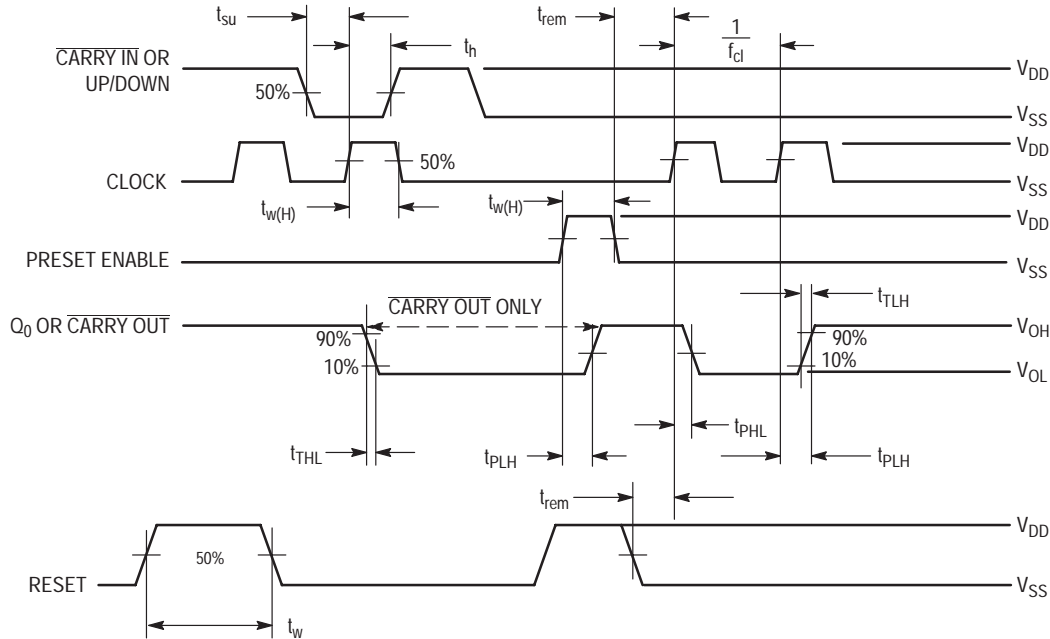 t_su
t_rem
1
f_cl
t_h
CARRY IN OR
UP/DOWN
50%
V_DD
V_SS
CLOCK
50%
V_DD
V_SS
t_w(H)
t_w(H)
V_DD
PRESET ENABLE
V_SS
t_TLH
CARRY OUT ONLY
Q_0 OR CARRY OUT
90%
10%
V_OH
90%
10%
V_OL
t_THL
t_PLH
t_PHL
t_PLH
t_rem
V_DD
50%
RESET
V_SS
t_w